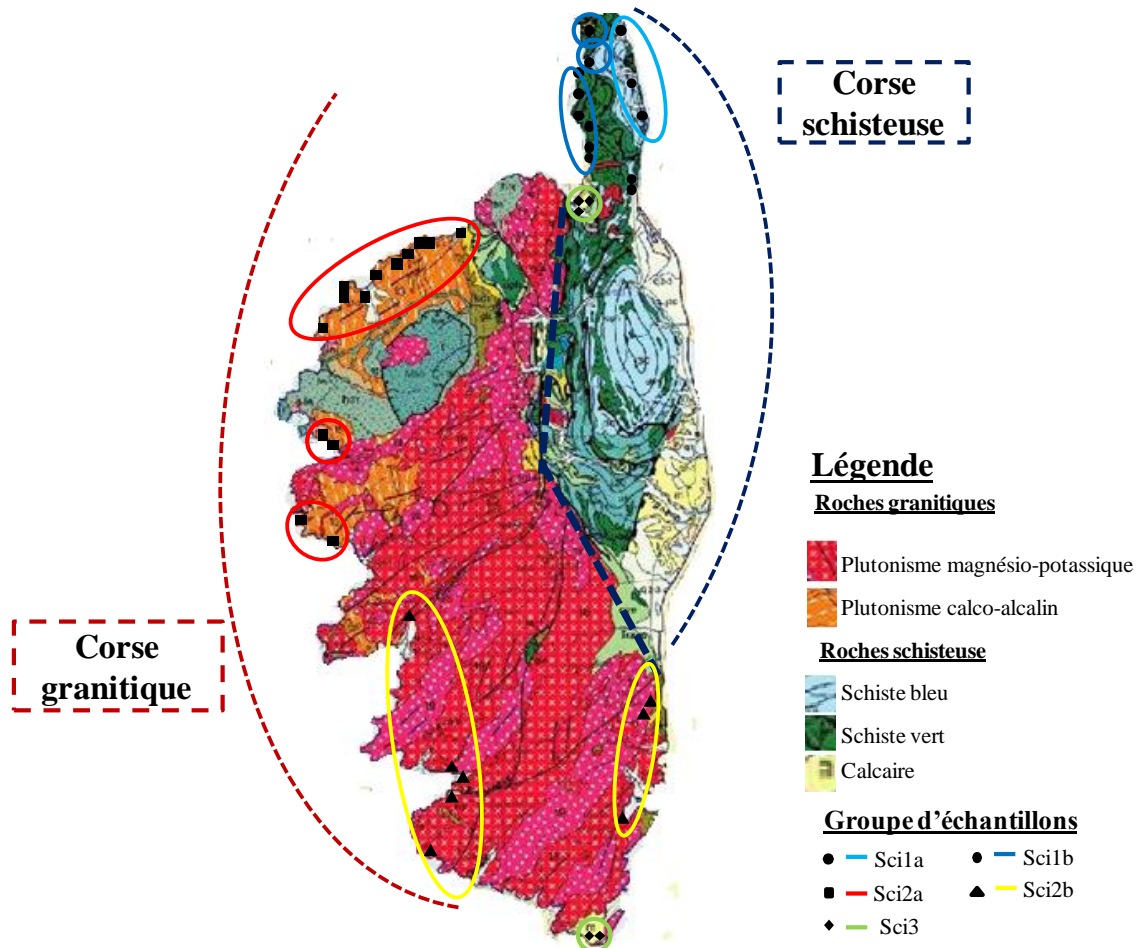 Corse
schisteuse
Corse
granitique
Légende
Roches granitiques
Plutonisme magnésio-potassique
Plutonisme calco-alcalin
Roches schisteuse
Schiste bleu
Schiste vert
Calcaire
Groupe d'échantillons
Sci1a
Sci1b
Sci2a
Sci2b
Sci3